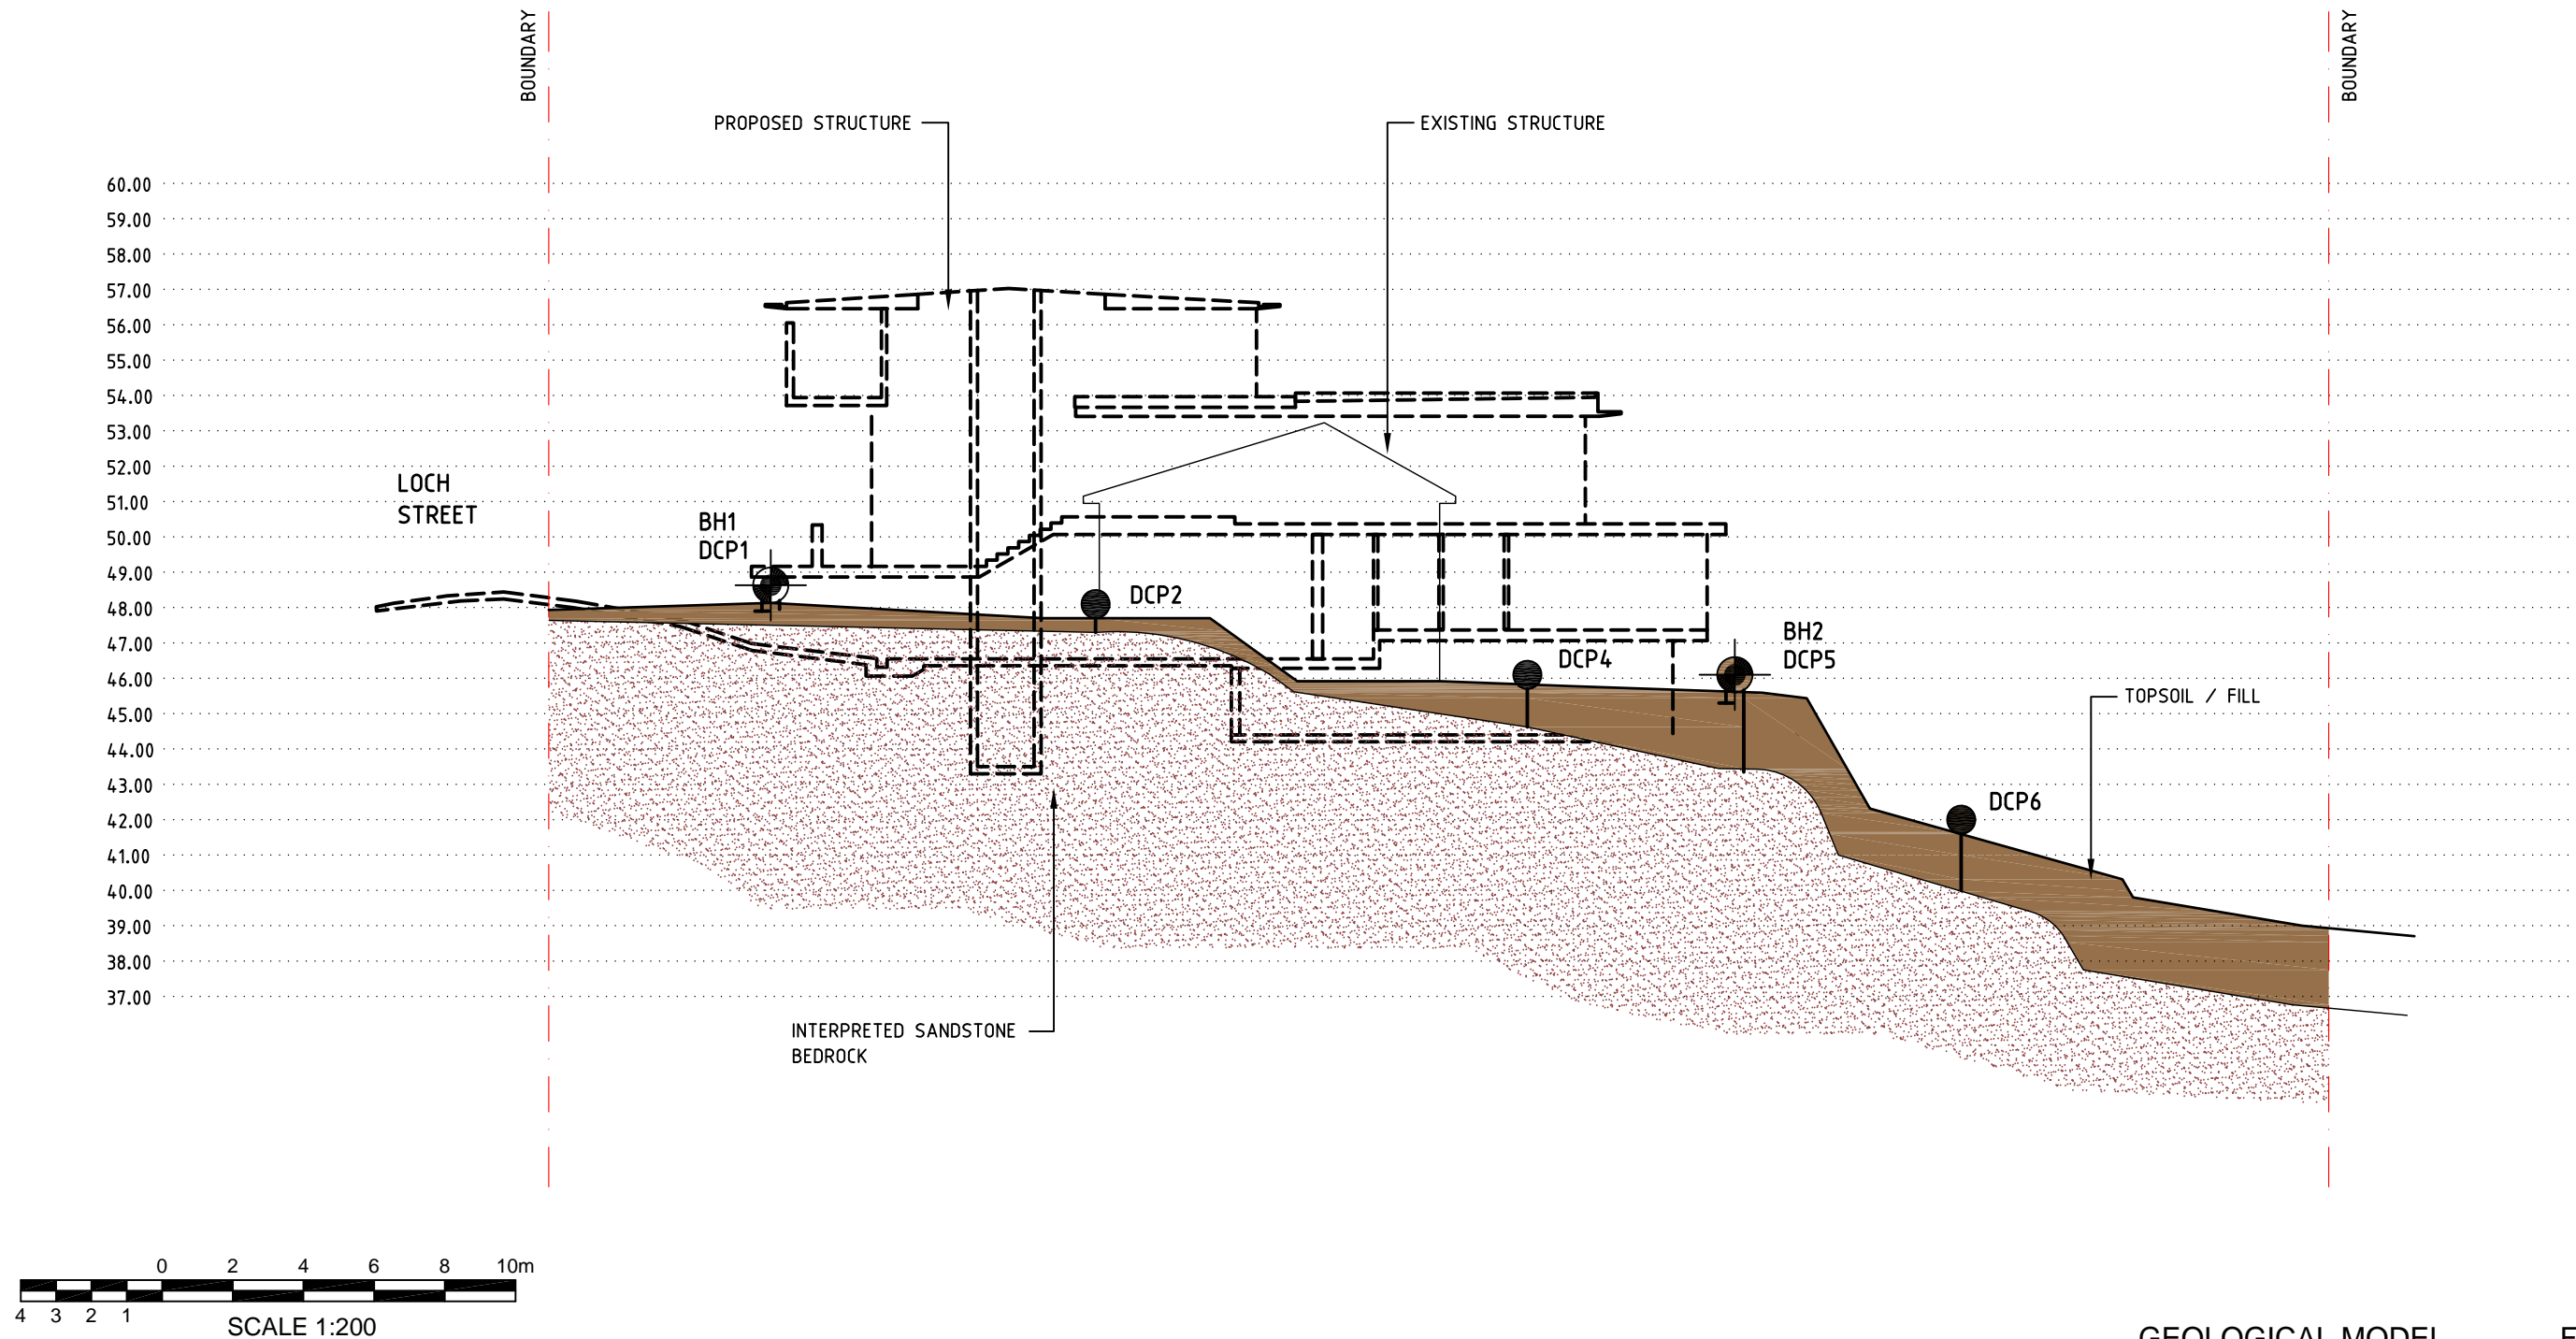 BOUNDARY
BOUNDARY
PROPOSED STRUCTURE
EXISTING STRUCTURE
60.00
59.00
58.00
57.00
56.00
55.00
54.00
53.00
52.00
51.00
50.00
49.00
48.00
47.00
46.00
45.00
44.00
43.00
42.00
41.00
40.00
39.00
38.00
37.00
LOCH
STREET
BH1
DCP1
DCP2
DCP4
BH2
DCP5
TOPSOIL / FILL
DCP6
INTERPRETED SANDSTONE
BEDROCK
0 2 4 6 8 10m
4 3 2 1
SCALE 1:200
GEOLOGICAL MODEL